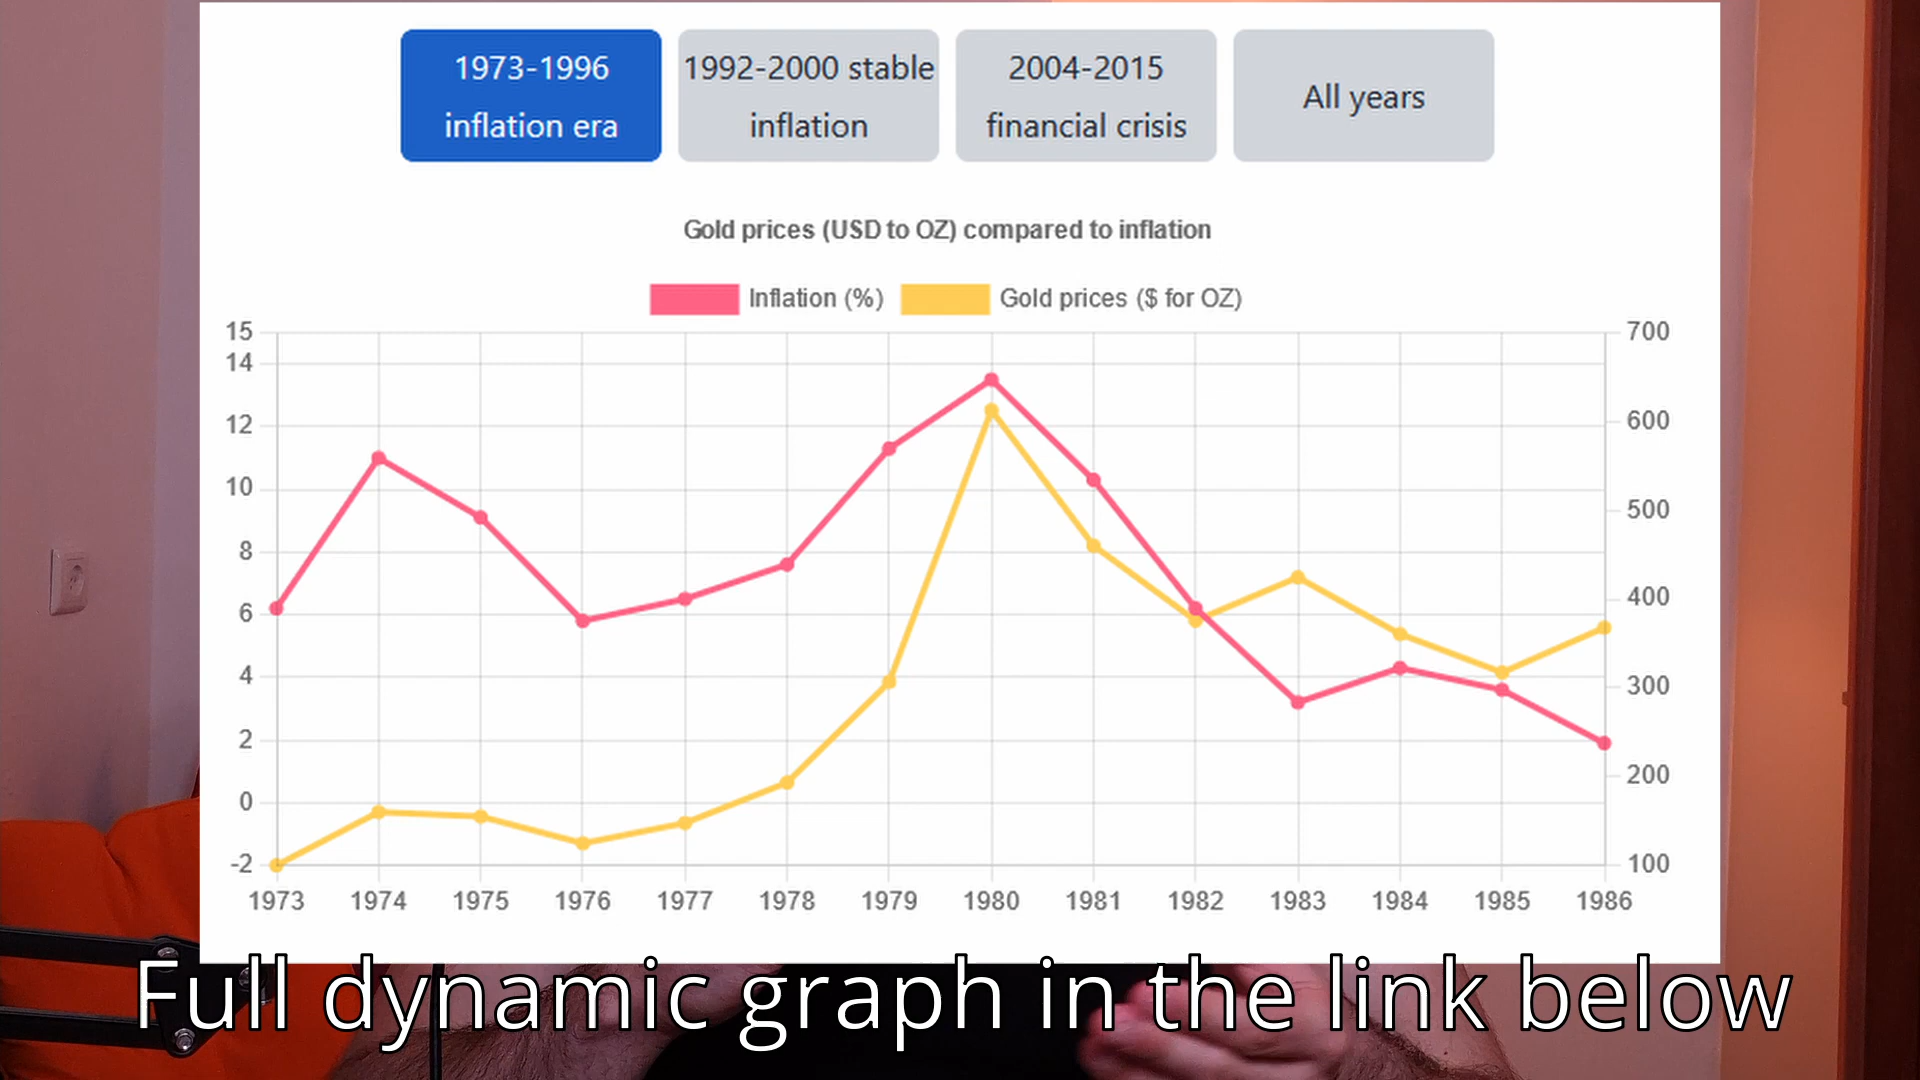 1973-1996
inflation era
1992-2000 stable
inflation
2004-2015
financial crisis
All years
Gold prices (USD to OZ) compared to inflation
Inflation (%)
Gold prices ($ for OZ)
15
14
12
10
8
6
4
2
0
-2
700
600
500
400
300
200
100
1973 1974 1975 1976 1977 1978 1979 1980 1981 1982 1983 1984 1985 1986
Full dynamic graph in the link below